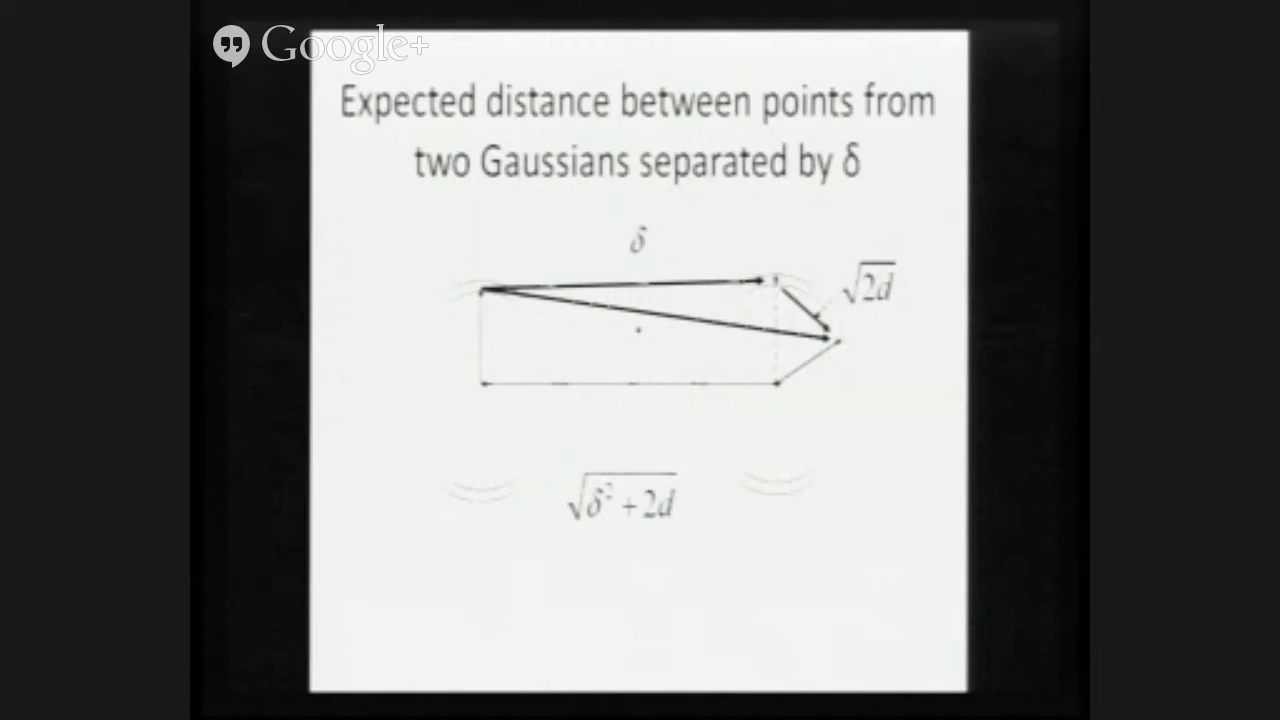 Google+
Expected distance between points from
two Gaussians separated by δ
δ
√2d
√δ² + 2d